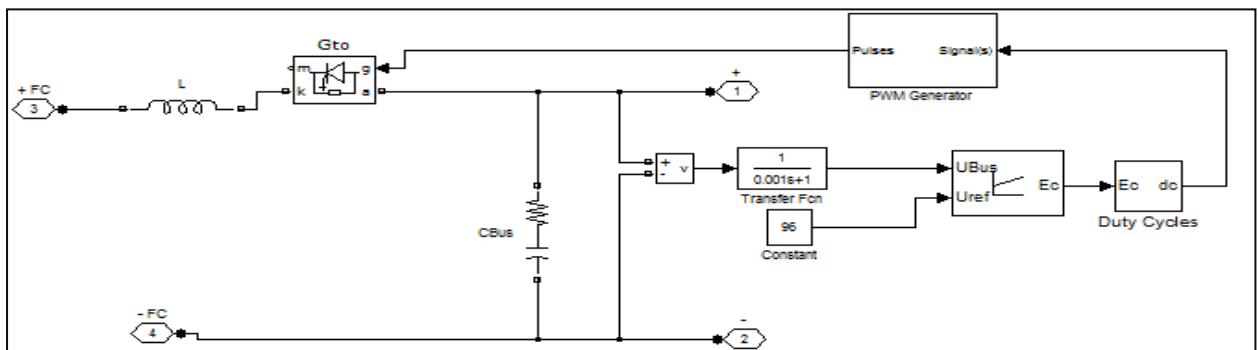 Gto
m
g
k
a
L
+ FC
3
Pulses
Signal(s)
PWM Generator
+
1
+
-
v
1
0.001s+1
Transfer Fcn
UBus
Uref
Ec
Ec
dc
Duty Cycles
96
Constant
CBus
- FC
4
-
2